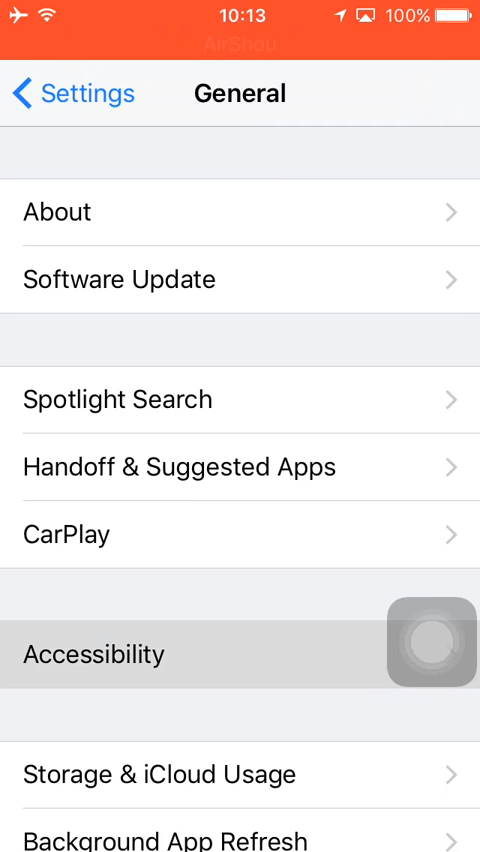 10:13
100%
AirShou
Settings
General
About
Software Update
Spotlight Search
Handoff & Suggested Apps
CarPlay
Accessibility
Storage & iCloud Usage
Background App Refresh